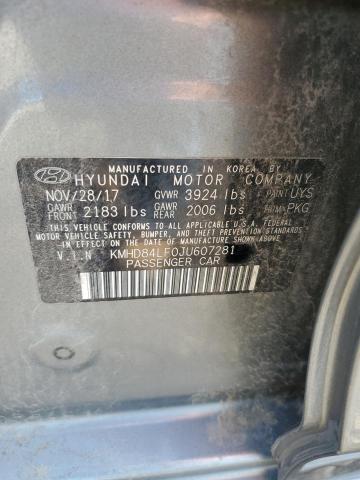 MANUFACTURED IN KOREA BY
HYUNDAI MOTOR COMPANY
NOV/28/17 GVWR 3924 lbs PAINT UYS
GAWR FRONT 2183 lbs GAWR REAR 2006 lbs TRIM PKG
THIS VEHICLE CONFORMS TO ALL APPLICABLE U.S. FEDERAL
MOTOR VEHICLE SAFETY, BUMPER, AND THEFT PREVENTION
STANDARDS IN EFFECT ON THE DATE OF MANUFACTURE SHOWN ABOVE.
V.I.N KMHD84LF0JU607281
PASSENGER CAR